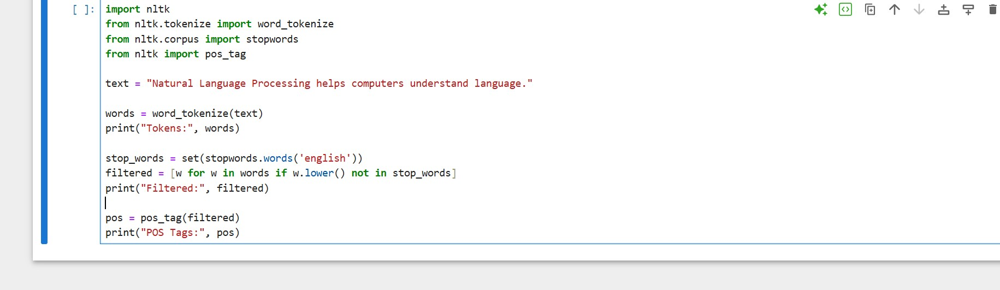 [ ]:
import nltk
from nltk.tokenize import word_tokenize
from nltk.corpus import stopwords
from nltk import pos_tag
text = "Natural Language Processing helps computers understand language."
words = word_tokenize(text)
print("Tokens:", words)
stop_words = set(stopwords.words('english'))
filtered = [w for w in words if w.lower() not in stop_words]
print("Filtered:", filtered)
pos = pos_tag(filtered)
print("POS Tags:", pos)